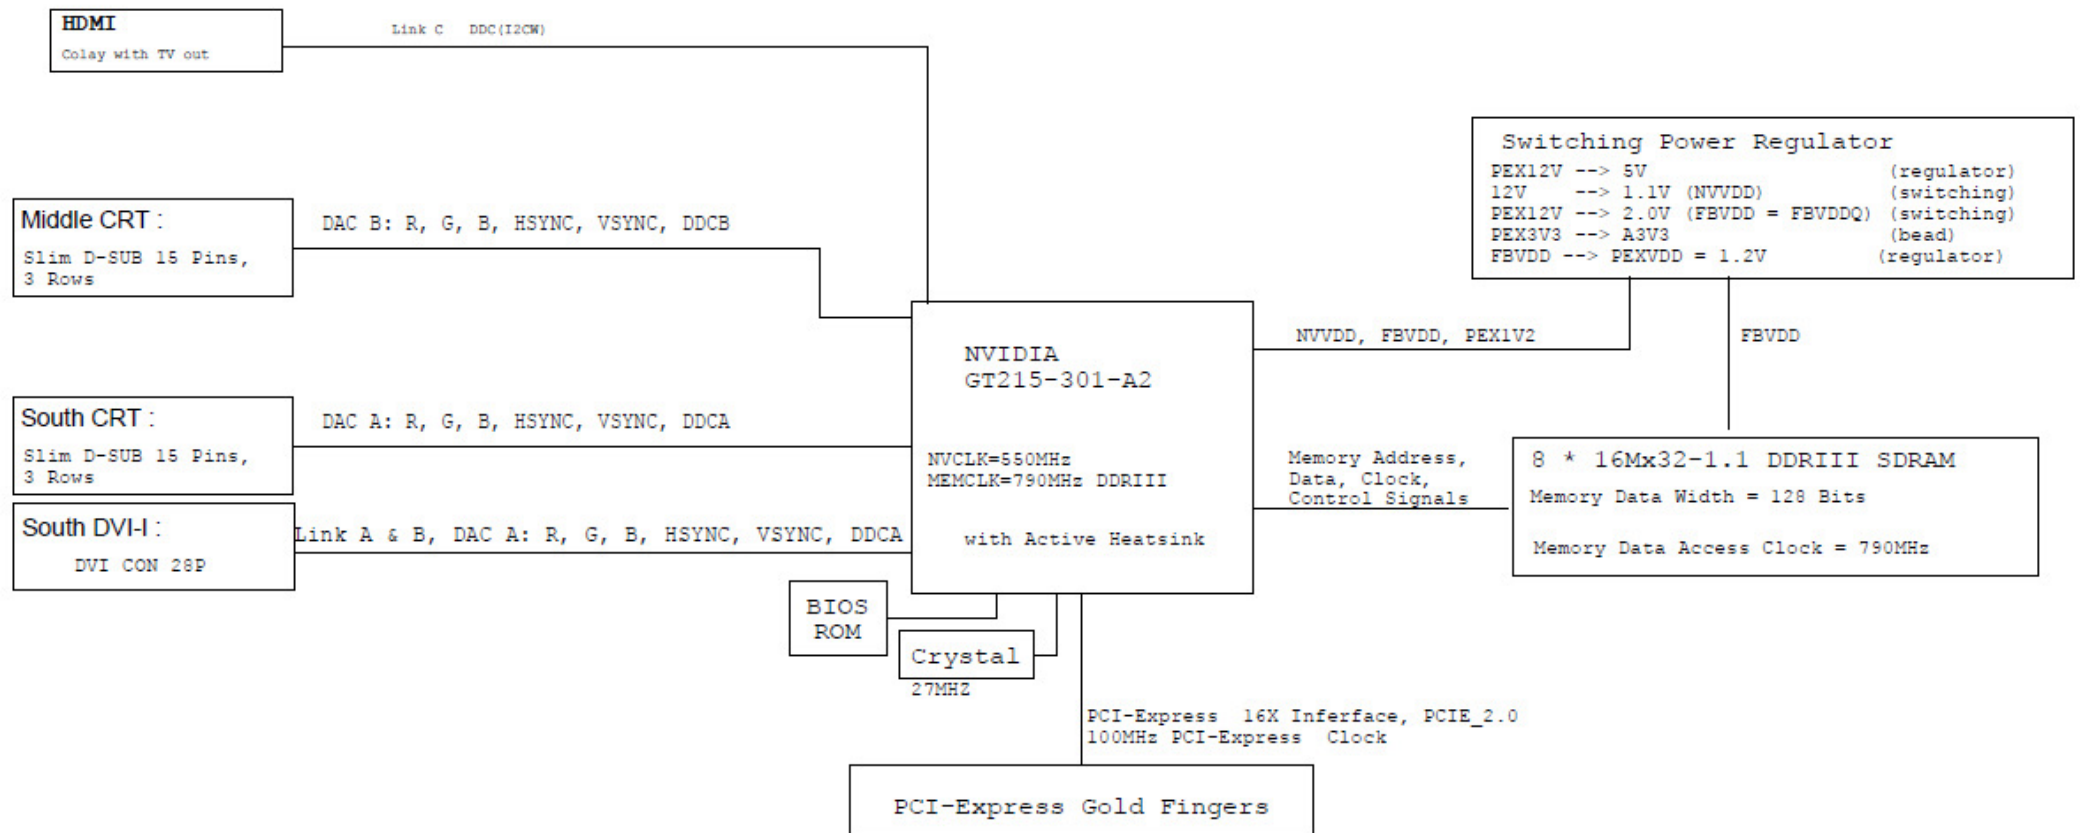 HDMI
Colay with TV out
Link C DDC(I2CW)
Switching Power Regulator
PEX12V --> 5V (regulator)
12V --> 1.1V (NVVDD) (switching)
PEX12V --> 2.0V (FBVDD = FBVDDQ) (switching)
PEX3V3 --> A3V3 (bead)
FBVDD --> PEXVDD = 1.2V (regulator)
Middle CRT :
Slim D-SUB 15 Pins,
3 Rows
DAC B: R, G, B, HSYNC, VSYNC, DDCB
NVVDD, FBVDD, PEX1V2
FBVDD
NVIDIA
GT215-301-A2
NVCLK=550MHz
MEMCLK=790MHz DDRIII
with Active Heatsink
South CRT :
Slim D-SUB 15 Pins,
3 Rows
DAC A: R, G, B, HSYNC, VSYNC, DDCA
Memory Address,
Data, Clock,
Control Signals
8 * 16Mx32-1.1 DDRIII SDRAM
Memory Data Width = 128 Bits
Memory Data Access Clock = 790MHz
South DVI-I :
DVI CON 28P
Link A & B, DAC A: R, G, B, HSYNC, VSYNC, DDCA
BIOS
ROM
Crystal
27MHZ
PCI-Express 16X Inferface, PCIE_2.0
100MHz PCI-Express Clock
PCI-Express Gold Fingers